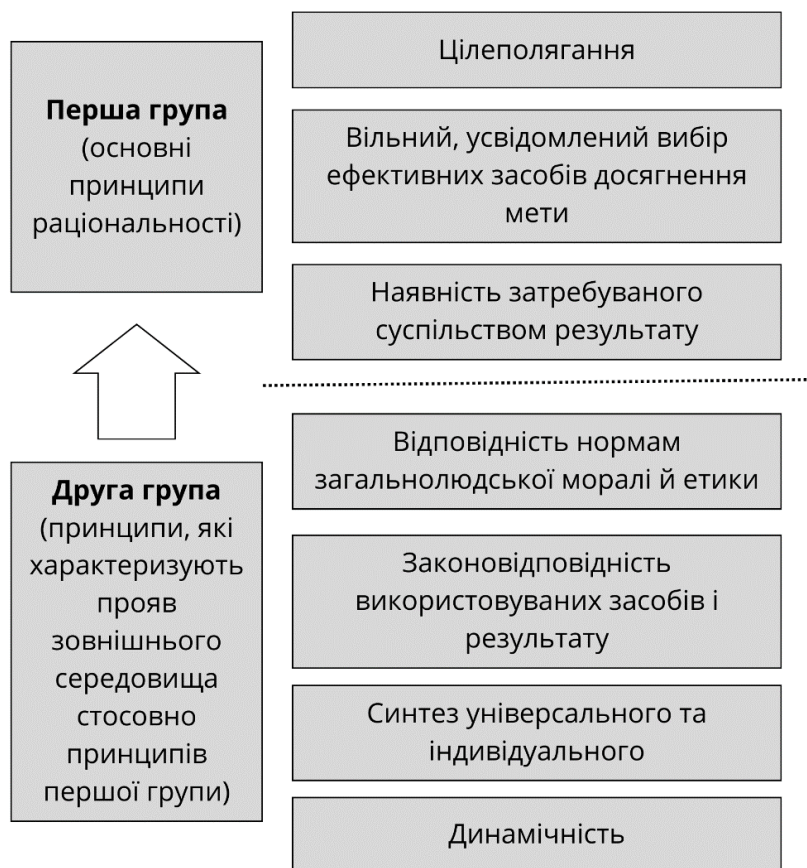 Перша група
(основні
принципи
раціональності)
Цілеполягання
Вільний, усвідомлений вибір
ефективних засобів досягнення
мети
Наявність затребуваного
суспільством результату
Друга група
(принципи, які
характеризують
прояв
зовнішнього
середовища
стосовно
принципів
першої групи)
Відповідність нормам
загальнолюдської моралі й етики
Законовідповідність
використовуваних засобів і
результату
Синтез універсального та
індивідуального
Динамічність